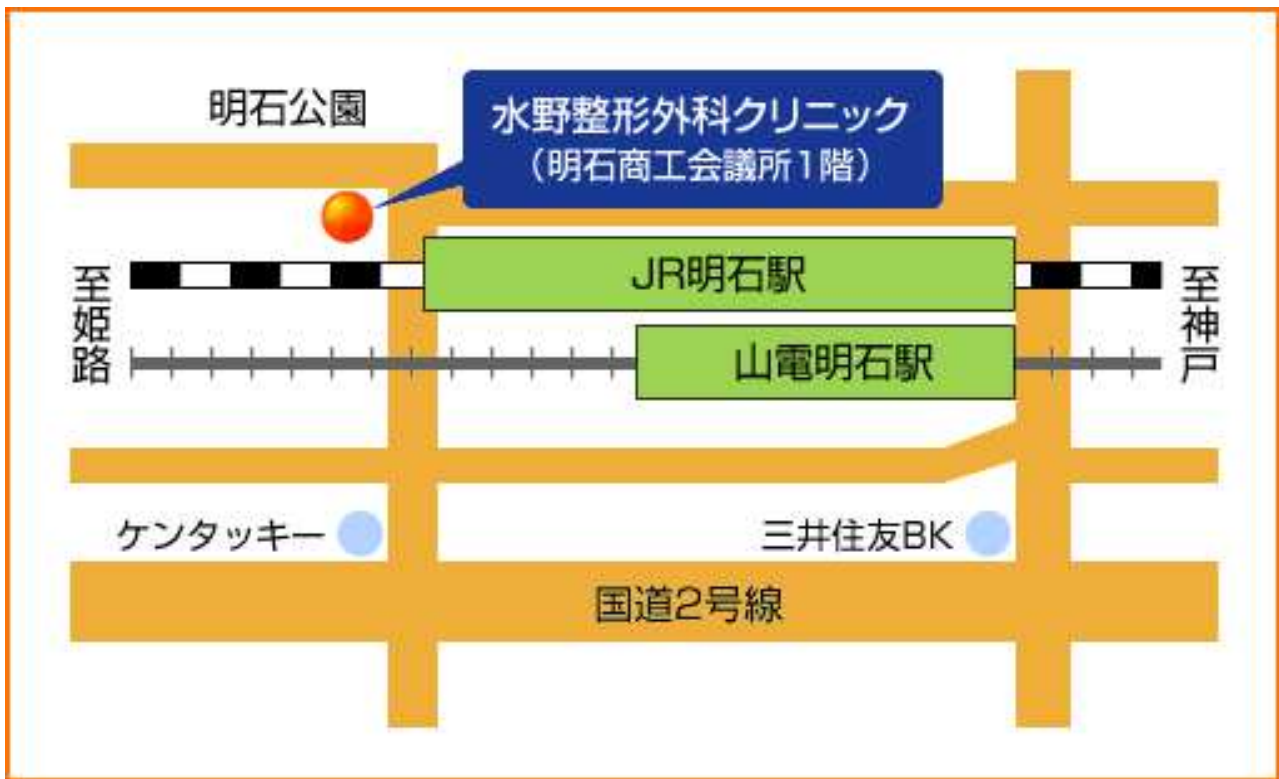 明石公園
水野整形外科クリニック
（明石商工会議所1階）
至姫路
JR明石駅
至神戸
山電明石駅
ケンタッキー
三井住友BK
国道2号線